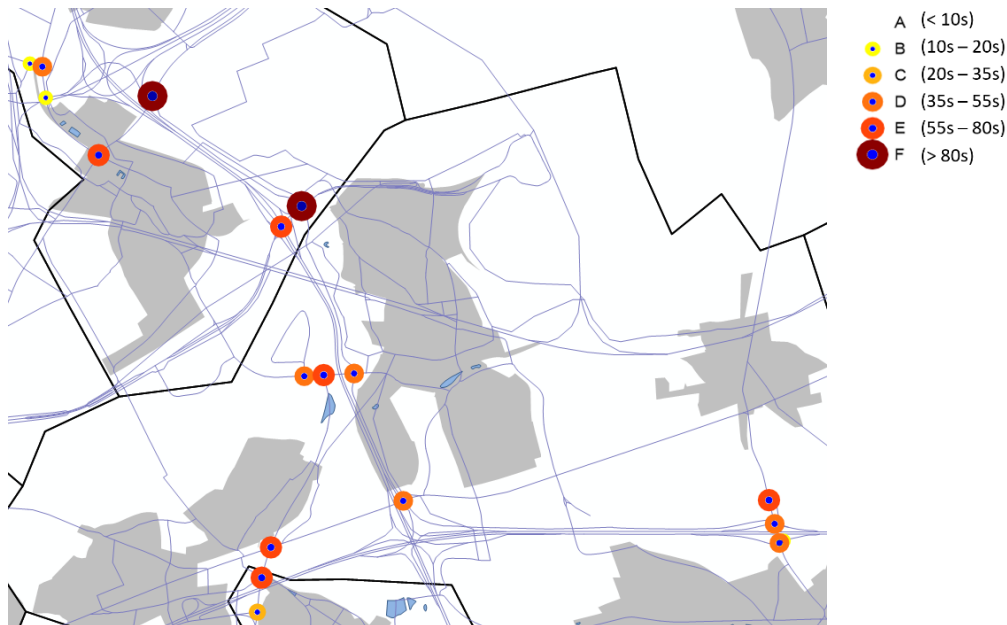 A (< 10s)
B (10s – 20s)
C (20s – 35s)
D (35s – 55s)
E (55s – 80s)
F (> 80s)